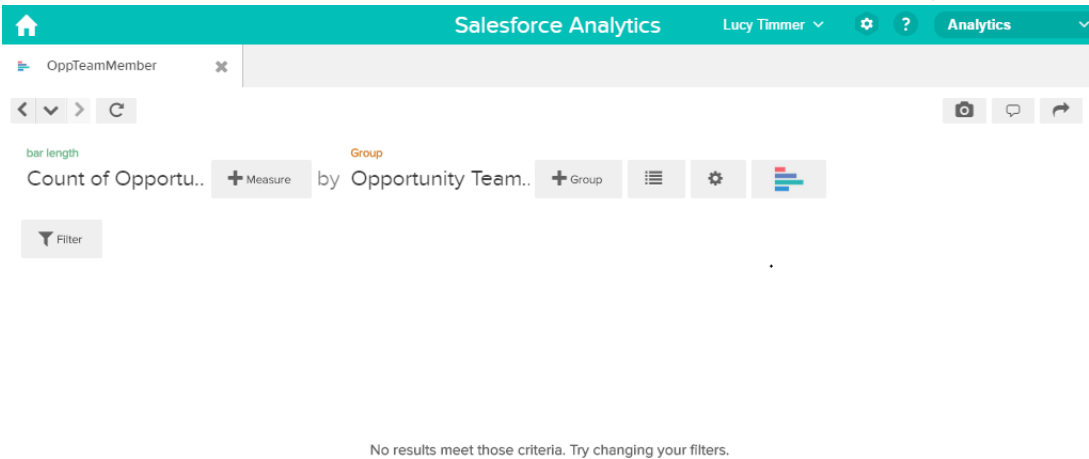 Salesforce Analytics Lucy Timmer ? Analytics
OppTeamMember
bar length Group
Count of Opportu.. Measure by Opportunity Team.. Group
Filter
No results meet those criteria. Try changing your filters.